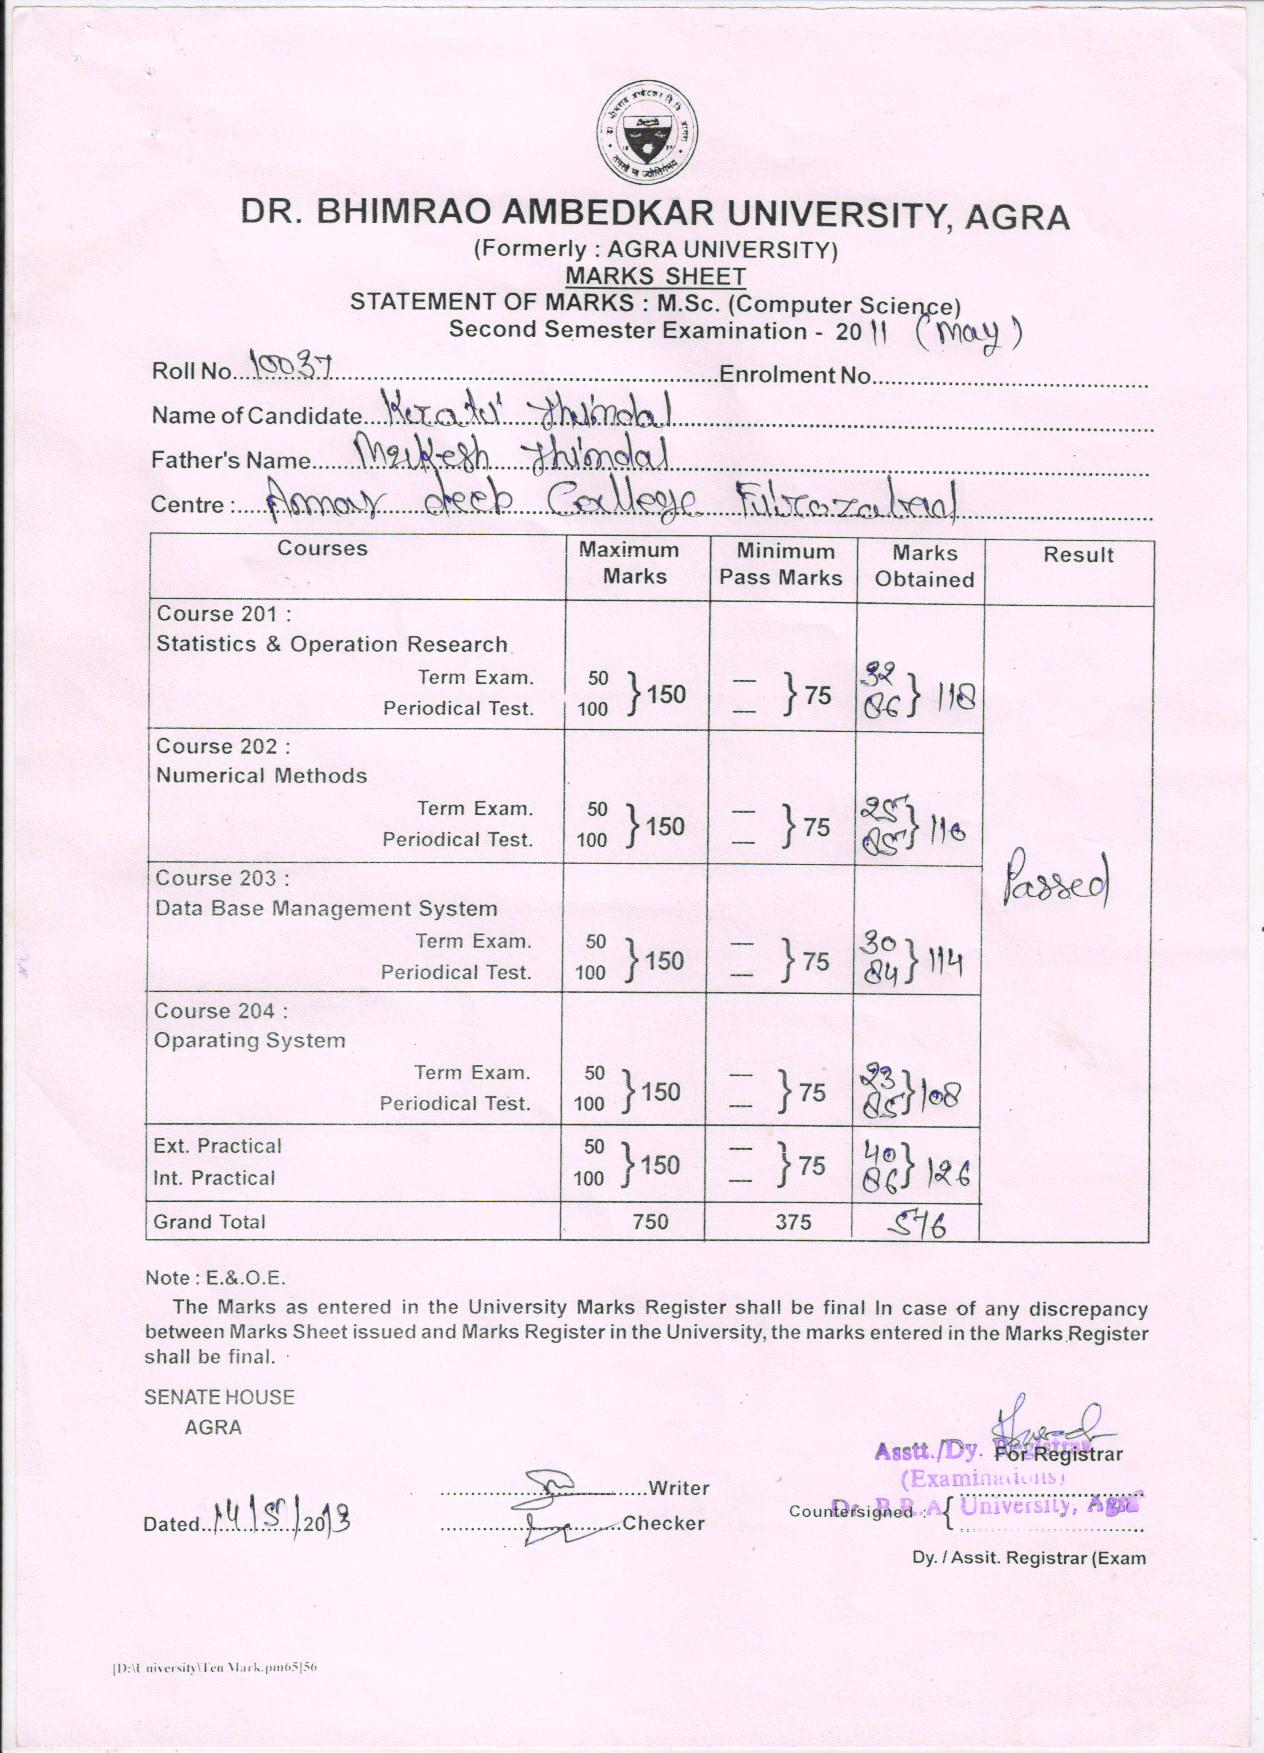 डा. भीमराव अम्बेडकर वि.वि. आगरा
तमसो मा ज्योतिर्गमय
DR. BHIMRAO AMBEDKAR UNIVERSITY, AGRA
(Formerly : AGRA UNIVERSITY)
MARKS SHEET
STATEMENT OF MARKS : M.Sc. (Computer Science)
Second Semester Examination - 2011 (May)
Roll No. 10037 Enrolment No.
Name of Candidate Jhindal
Father's Name Jhindal
Centre : Amar deep College Firozabad
Courses Maximum Marks Minimum Pass Marks Marks Obtained Result
Course 201 :
Statistics & Operation Research
Term Exam. 50 — 32
Periodical Test. 100 } 150 — } 75 86 } 118
Course 202 :
Numerical Methods
Term Exam. 50 — 25
Periodical Test. 100 } 150 — } 75 85 } 110
Passed
Course 203 :
Data Base Management System
Term Exam. 50 — 30
Periodical Test. 100 } 150 — } 75 84 } 114
Course 204 :
Oparating System
Term Exam. 50 — 23
Periodical Test. 100 } 150 — } 75 85 } 108
Ext. Practical 50 — 40
Int. Practical 100 } 150 — } 75 86 } 126
Grand Total 750 375 576
Note : E.&.O.E.
The Marks as entered in the University Marks Register shall be final In case of any discrepancy
between Marks Sheet issued and Marks Register in the University, the marks entered in the Marks Register
shall be final.
SENATE HOUSE
AGRA
Asstt./Dy. Registrar
For Registrar
(Examinations)
Writer
Dr. B.R.A. University, Agra
Countersigned : {
Dated 14/5/2013
Checker
Dy. / Assit. Registrar (Exam
[D:\University\Ten Mark.pm65]56